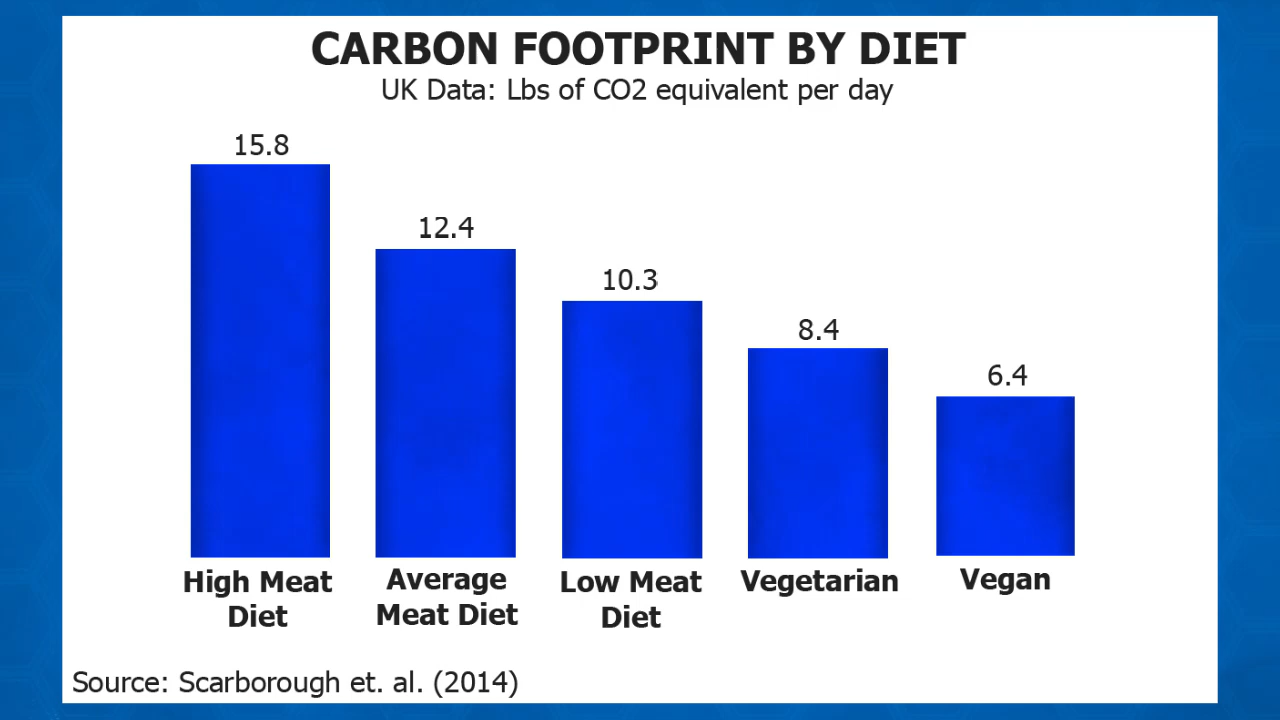 CARBON FOOTPRINT BY DIET
UK Data: Lbs of CO2 equivalent per day
15.8
12.4
10.3
8.4
6.4
High Meat
Diet
Average
Meat Diet
Low Meat
Diet
Vegetarian
Vegan
Source: Scarborough et. al. (2014)